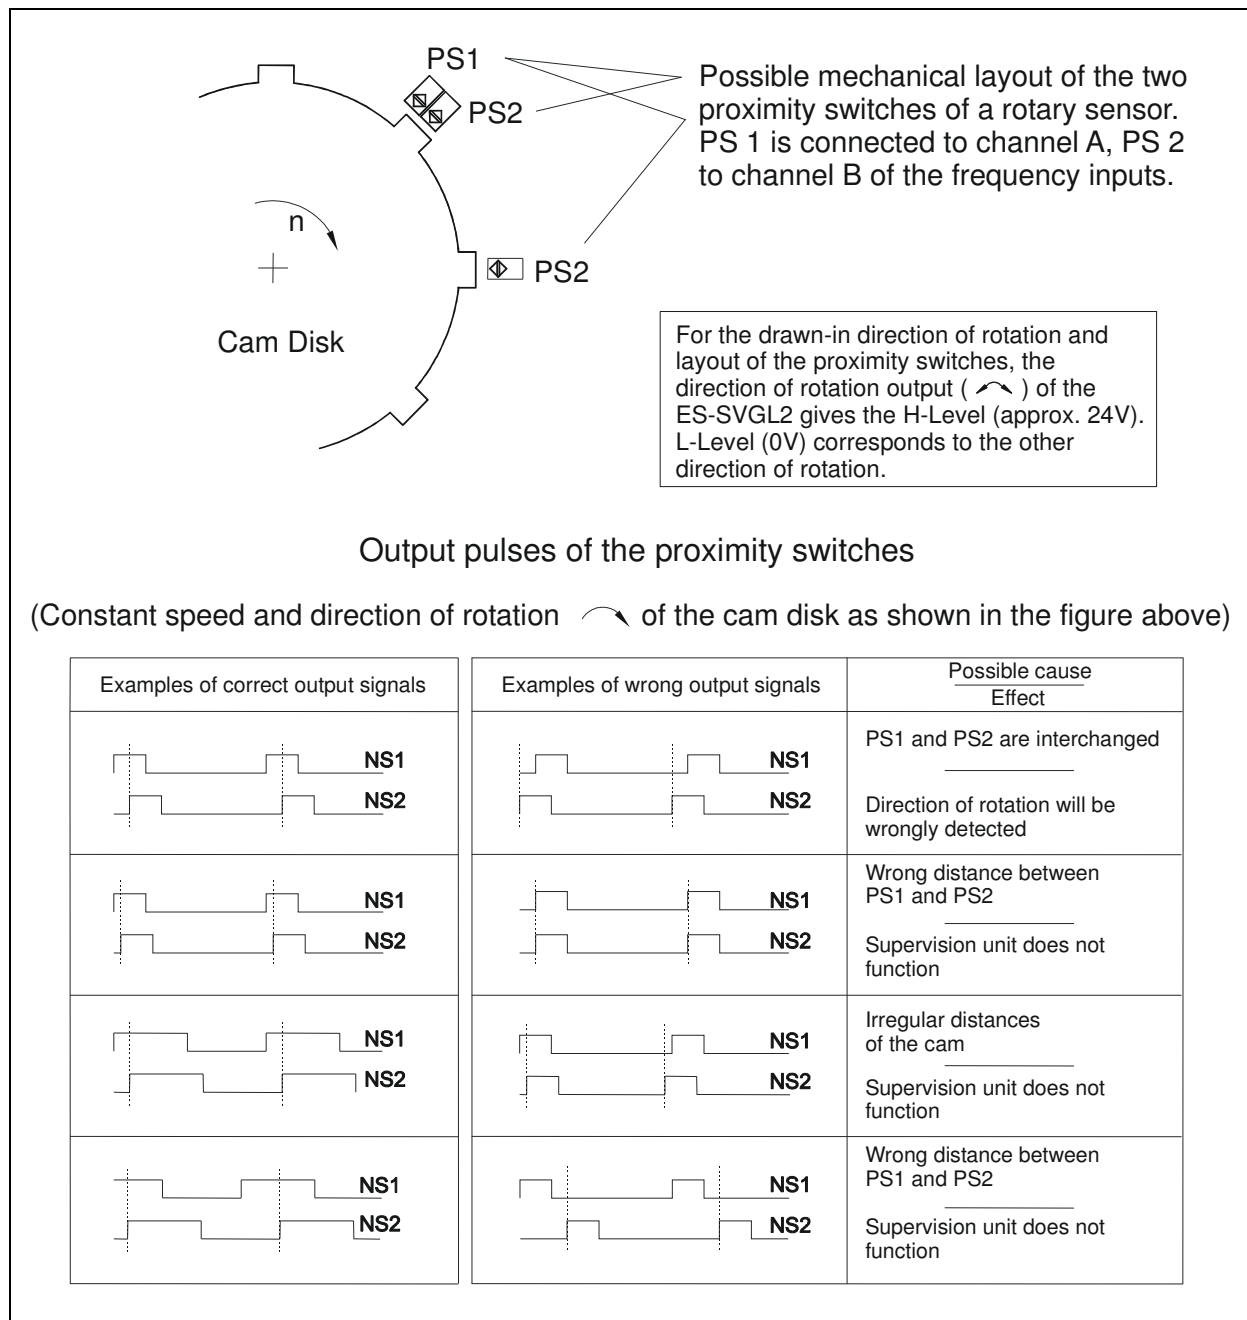 PS1
PS2
Possible mechanical layout of the two
proximity switches of a rotary sensor.
PS 1 is connected to channel A, PS 2
to channel B of the frequency inputs.
n
PS2
Cam Disk
For the drawn-in direction of rotation and
layout of the proximity switches, the
direction of rotation output ( ) of the
ES-SVGL2 gives the H-Level (approx. 24V).
L-Level (0V) corresponds to the other
direction of rotation.
Output pulses of the proximity switches
(Constant speed and direction of rotation of the cam disk as shown in the figure above)
Examples of correct output signals
Examples of wrong output signals
Possible cause
Effect
NS1
NS2
NS1
NS2
PS1 and PS2 are interchanged
Direction of rotation will be
wrongly detected
NS1
NS2
NS1
NS2
Wrong distance between
PS1 and PS2
Supervision unit does not
function
NS1
NS2
NS1
NS2
Irregular distances
of the cam
Supervision unit does not
function
NS1
NS2
NS1
NS2
Wrong distance between
PS1 and PS2
Supervision unit does not
function